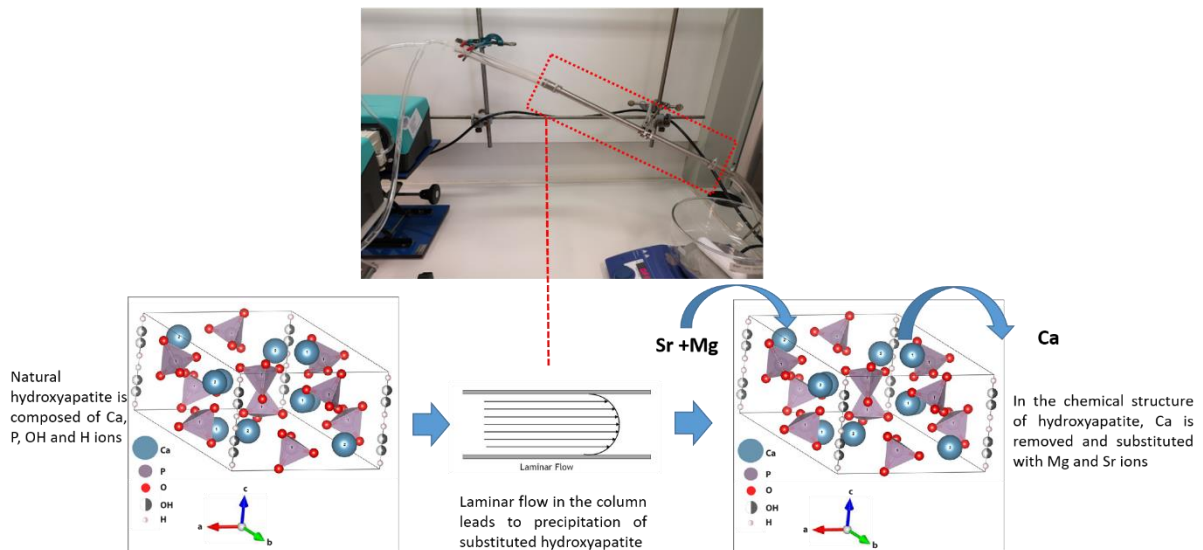 Sr +Mg
Ca
Natural
hydroxyapatite is
composed of Ca,
P, OH and H ions
Ca
P
O
OH
H
c
a
b
Laminar Flow
Laminar flow in the column
leads to precipitation of
substituted hydroxyapatite
Ca
P
O
OH
H
c
a
b
In the chemical structure
of hydroxyapatite, Ca is
removed and substituted
with Mg and Sr ions